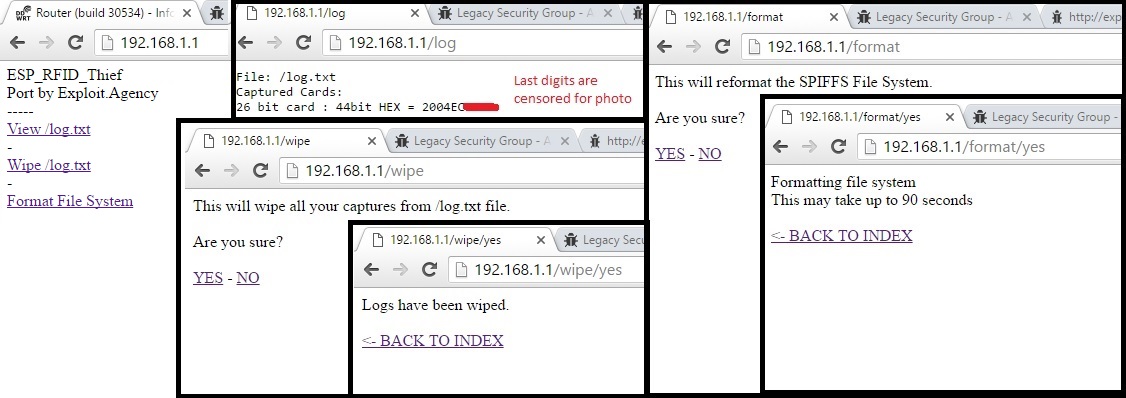 DD WRT Router (build 30534) - Info
192.168.1.1
ESP_RFID_Thief
Port by Exploit.Agency
-----
View /log.txt
-
Wipe /log.txt
-
Format File System
192.168.1.1/log
Legacy Security Group - A
192.168.1.1/log
File: /log.txt
Captured Cards:
26 bit card : 44bit HEX = 2004EC
Last digits are
censored for photo
192.168.1.1/wipe
Legacy Security Group - A
http://e
192.168.1.1/wipe
This will wipe all your captures from /log.txt file.
Are you sure?
YES - NO
192.168.1.1/wipe/yes
Legacy Secu
192.168.1.1/wipe/yes
Logs have been wiped.
<- BACK TO INDEX
192.168.1.1/format
Legacy Security Group - A
http://exp
192.168.1.1/format
This will reformat the SPIFFS File System.
Are you sure?
YES - NO
192.168.1.1/format/yes
Legacy Security Group -
192.168.1.1/format/yes
Formatting file system
This may take up to 90 seconds
<- BACK TO INDEX